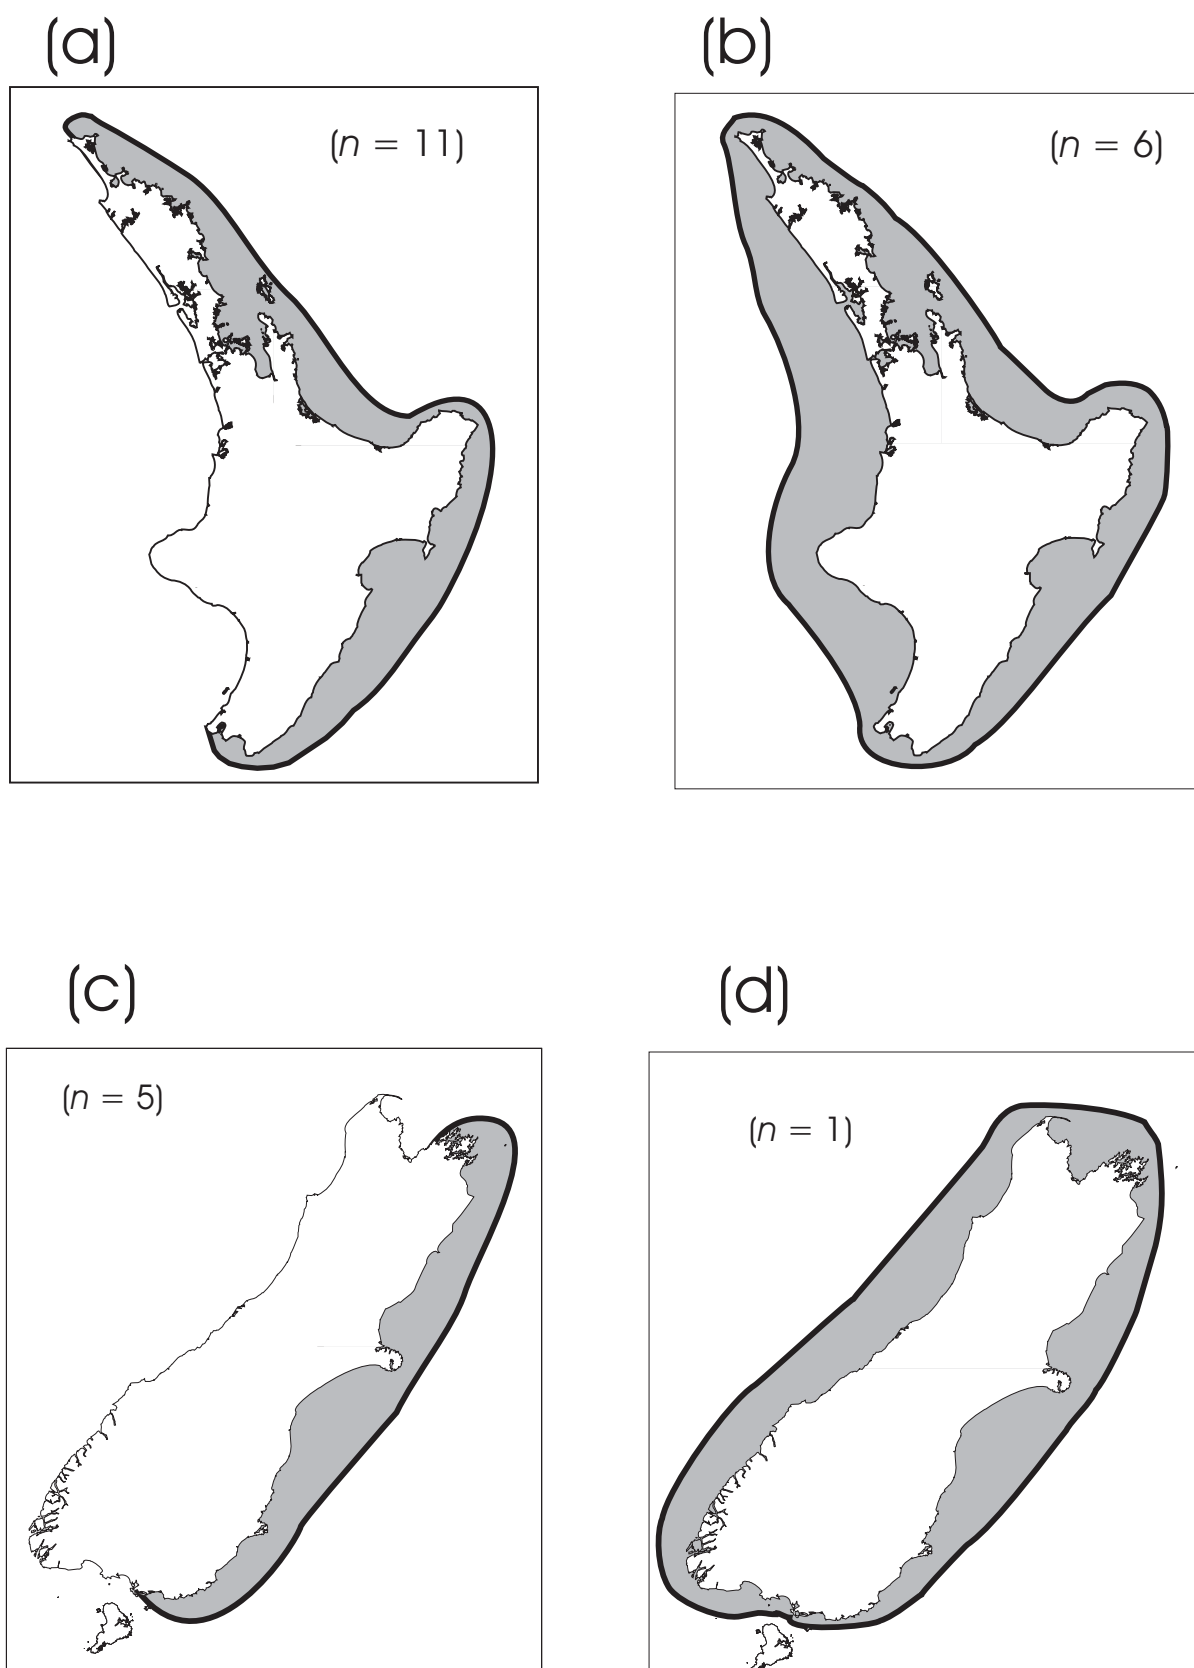 (a)
(n = 11)
(b)
(n = 6)
(c)
(n = 5)
(d)
(n = 1)